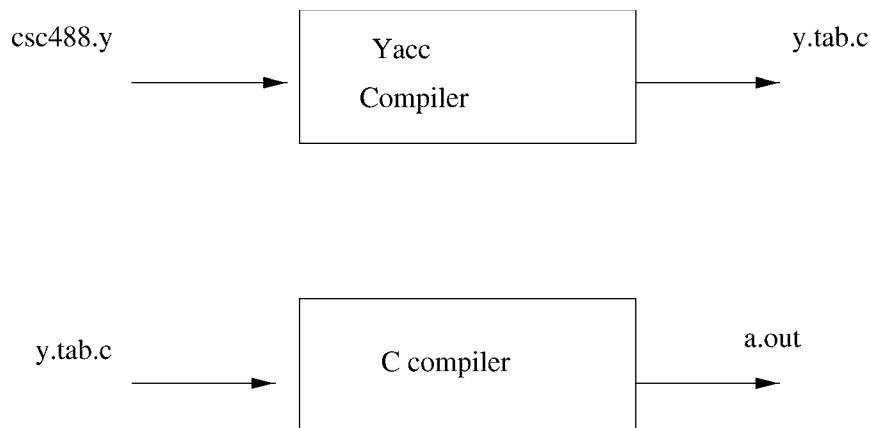 csc488.y
Yacc
Compiler
y.tab.c
y.tab.c
C compiler
a.out